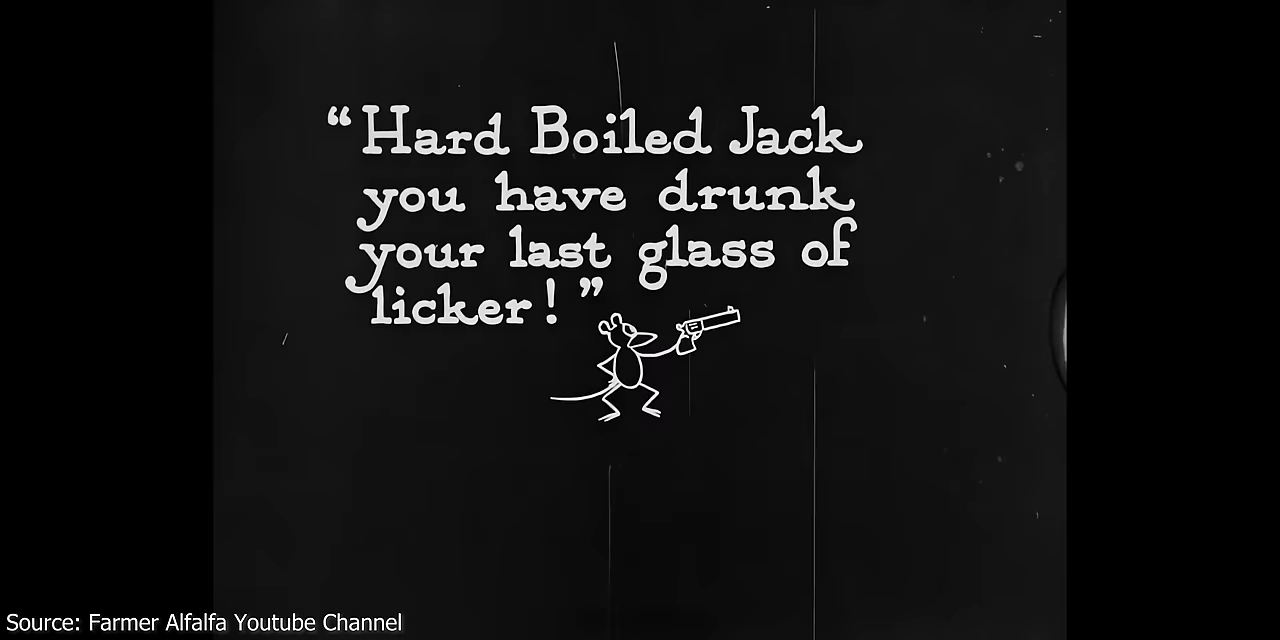 “Hard Boiled Jack
you have drunk
your last glass of
licker!”
Source: Farmer Alfalfa Youtube Channel